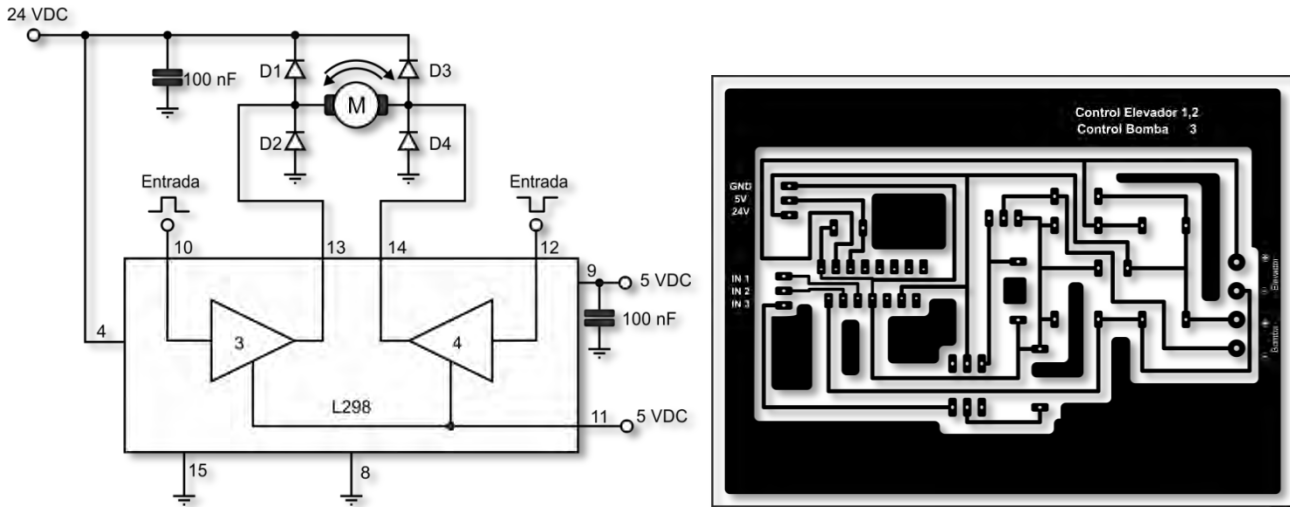 24 VDC
100 nF
D1
D3
M
D2
D4
Entrada
Entrada
10
13
14
12
9
5 VDC
100 nF
4
3
4
L298
11
5 VDC
15
8
Control Elevador 1,2
Control Bomba 3
GND
5V
24V
IN 1
IN 2
IN 3
Elevador
Bomba